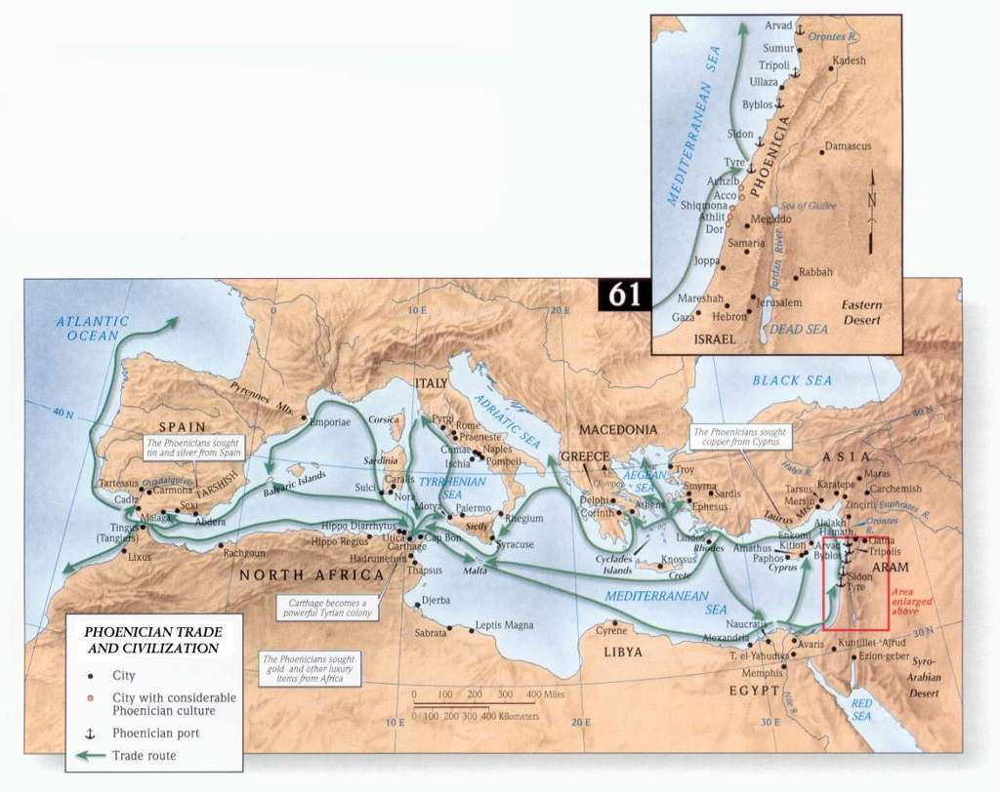 Arvad
Orontes R.
Sumur
Tripoli
Kadesh
Ullaza
Byblos
MEDITERRANEAN SEA
PHOENICIA
Sidon
Damascus
Tyre
Achzib
Acco
N
Shiqmona
Sea of Galilee
Athlit
Megiddo
Dor
Samaria
Jordan River
Joppa
Rabbah
Mareshah
Jerusalem
Eastern
Desert
Gaza
Hebron
DEAD SEA
ISRAEL
61
ATLANTIC
OCEAN
0
10 E
20 E
40 N
40 N
BLACK SEA
ITALY
Pyrennes Mts.
Corsica
ADRIATIC SEA
SPAIN
Emporiae
Pyrgi
Rome
Praeneste
MACEDONIA
The Phoenicians sought
tin and silver from Spain
The Phoenicians sought
copper from Cyprus
Cumae
Naples
Ischia
Pompeii
GREECE
Troy
ASIA
Sardinia
TYRRHENIAN
SEA
Olympus
AEGEAN
SEA
Halys R.
Maras
Tartessus
Guadalquivir
TARSHISH
Balearic Islands
Caralis
Sulci
Nora
Smyrna
Sardis
Tarsus
Karatepe
Carchemish
Carmona
Cadiz
Sexi
Malaga
Abdera
Motya
Palermo
Rhegium
Delphi
Athens
Corinth
Ephesus
Mersin
Zincirli
Euphrates R.
Taurus Mts.
Tingus
(Tangiers)
Hippo Diarrhytus
Utica
Cap Bon
Sicily
Syracuse
Alalakh
Orontes
R.
Hamath
Lixus
Rachgoun
Hippo Regius
Carthage
Lindos
Rhodes
Enkomi
Kition
Arvad
Qatna
Hadrumetum
Thapsus
Malta
Cyclades
Islands
Knossus
Crete
Amathus
Paphos
Cyprus
Byblos
Tripolis
NORTH AFRICA
ARAM
Sidon
Tyre
Area
enlarged
above
Carthage becomes a
powerful Tyrian colony
Djerba
MEDITERRANEAN
SEA
Sabrata
Leptis Magna
Cyrene
Naucratis
Alexandria
30 N
LIBYA
Avaris
Kuntillet 'Ajrud
T. el-Yahudiya
Ezion-geber
Memphis
Syro-
Arabian
Desert
EGYPT
Nile R.
RED
SEA
The Phoenicians sought
gold and other luxury
items from Africa
PHOENICIAN TRADE
AND CIVILIZATION
City
City with considerable
Phoenician culture
Phoenician port
Trade route
0 100 200 300 400 Miles
0 100 200 300 400 Kilometers
10 E
20 E
30 E